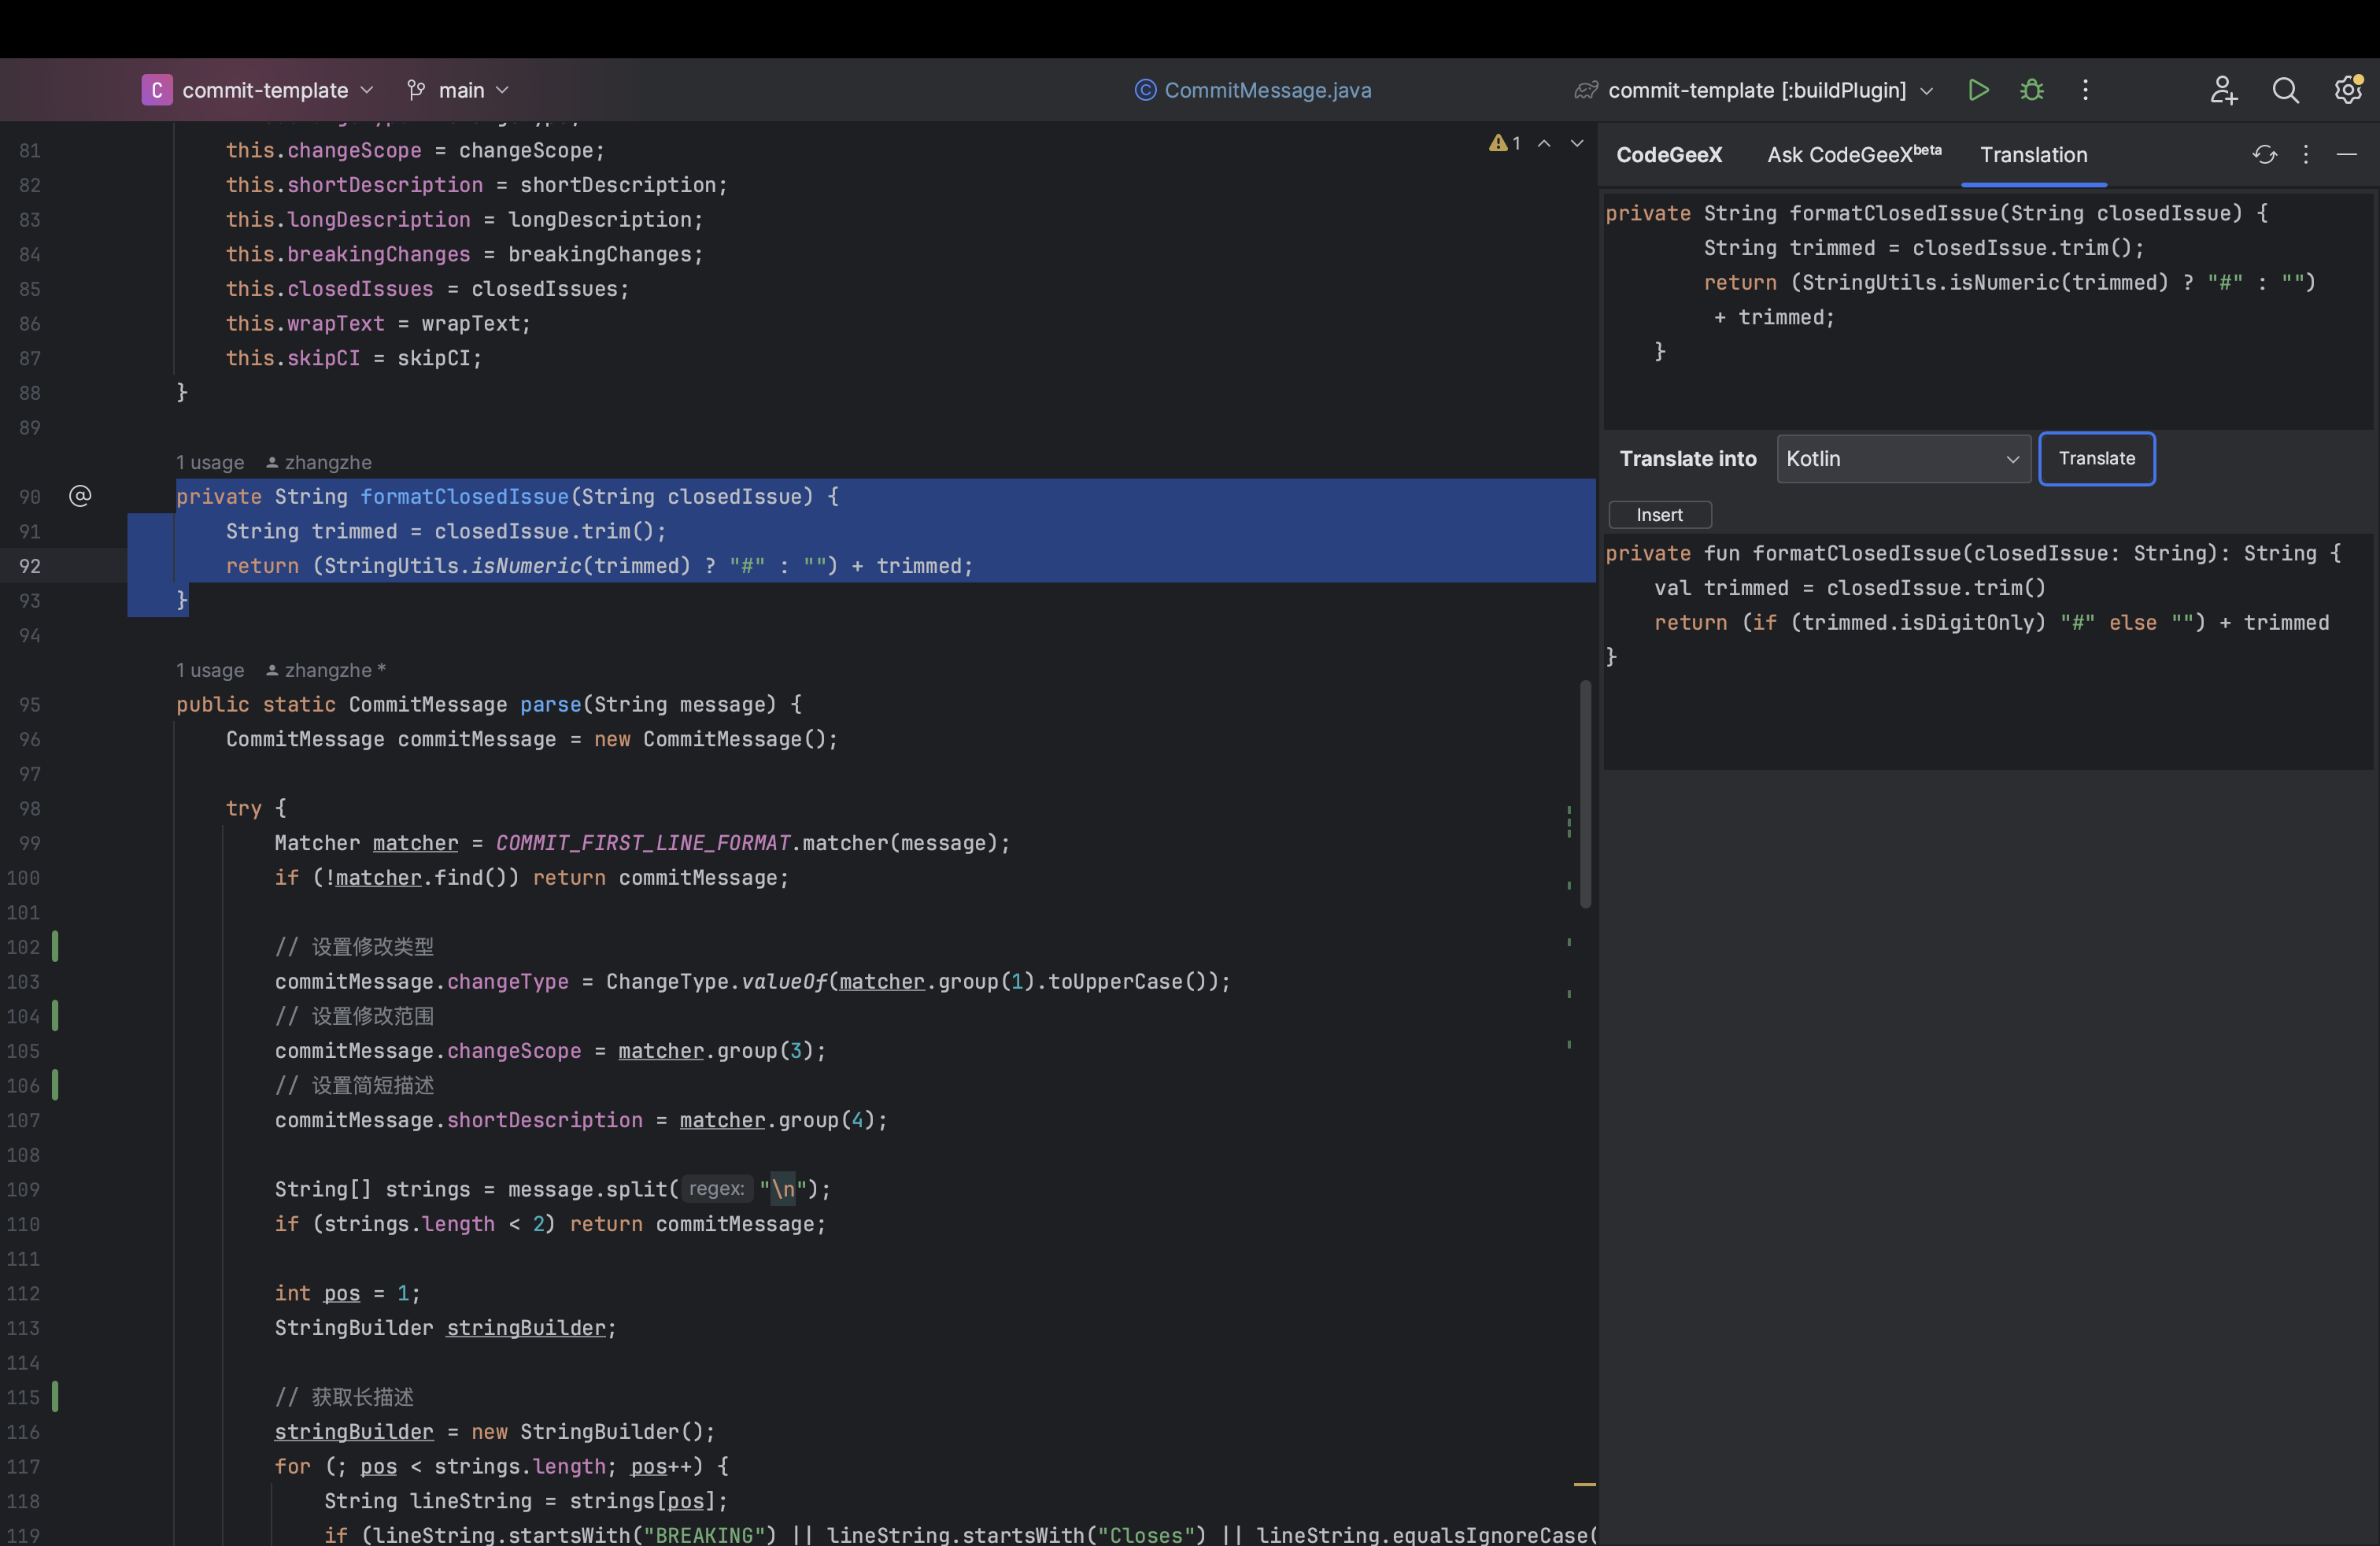 C commit-template main CommitMessage.java commit-template [:buildPlugin]
81 this.changeScope = changeScope;
82 this.shortDescription = shortDescription;
83 this.longDescription = longDescription;
84 this.breakingChanges = breakingChanges;
85 this.closedIssues = closedIssues;
86 this.wrapText = wrapText;
87 this.skipCI = skipCI;
88 }
89
1 usage zhangzhe
90 private String formatClosedIssue(String closedIssue) {
91 String trimmed = closedIssue.trim();
92 return (StringUtils.isNumeric(trimmed) ? "#" : "") + trimmed;
93 }
94
1 usage zhangzhe *
95 public static CommitMessage parse(String message) {
96 CommitMessage commitMessage = new CommitMessage();
97
98 try {
99 Matcher matcher = COMMIT_FIRST_LINE_FORMAT.matcher(message);
100 if (!matcher.find()) return commitMessage;
101
102 // 设置修改类型
103 commitMessage.changeType = ChangeType.valueOf(matcher.group(1).toUpperCase());
104 // 设置修改范围
105 commitMessage.changeScope = matcher.group(3);
106 // 设置简短描述
107 commitMessage.shortDescription = matcher.group(4);
108
109 String[] strings = message.split( regex: "\n");
110 if (strings.length < 2) return commitMessage;
111
112 int pos = 1;
113 StringBuilder stringBuilder;
114
115 // 获取长描述
116 stringBuilder = new StringBuilder();
117 for (; pos < strings.length; pos++) {
118 String lineString = strings[pos];
119 if (lineString.startsWith("BREAKING") || lineString.startsWith("Closes") || lineString.equalsIgnoreCase(
1
CodeGeeX Ask CodeGeeX beta Translation
private String formatClosedIssue(String closedIssue) {
String trimmed = closedIssue.trim();
return (StringUtils.isNumeric(trimmed) ? "#" : "")
+ trimmed;
}
Translate into Kotlin Translate
Insert
private fun formatClosedIssue(closedIssue: String): String {
val trimmed = closedIssue.trim()
return (if (trimmed.isDigitOnly) "#" else "") + trimmed
}